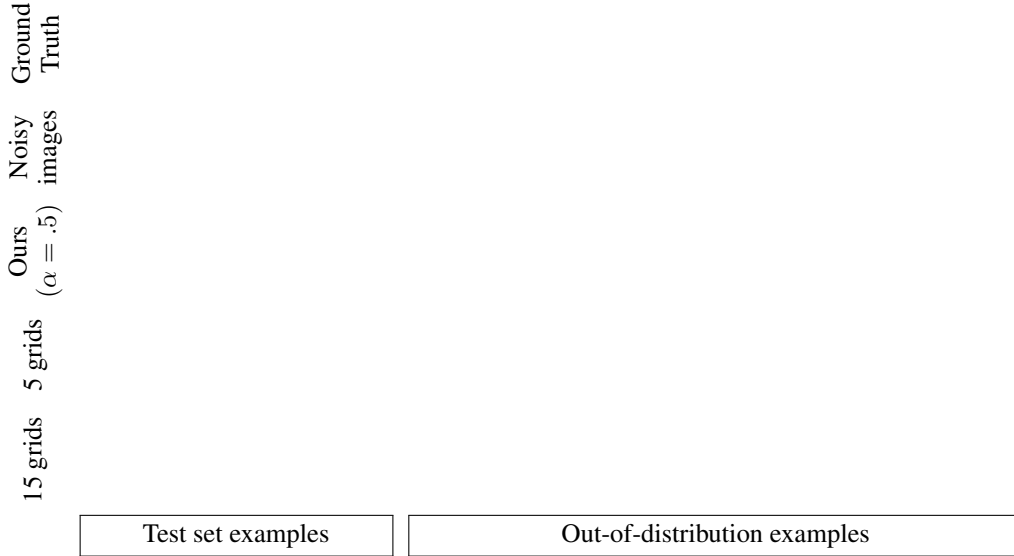 Ground
Truth
Noisy
images
Ours
(α = .5)
5 grids
15 grids
Test set examples
Out-of-distribution examples